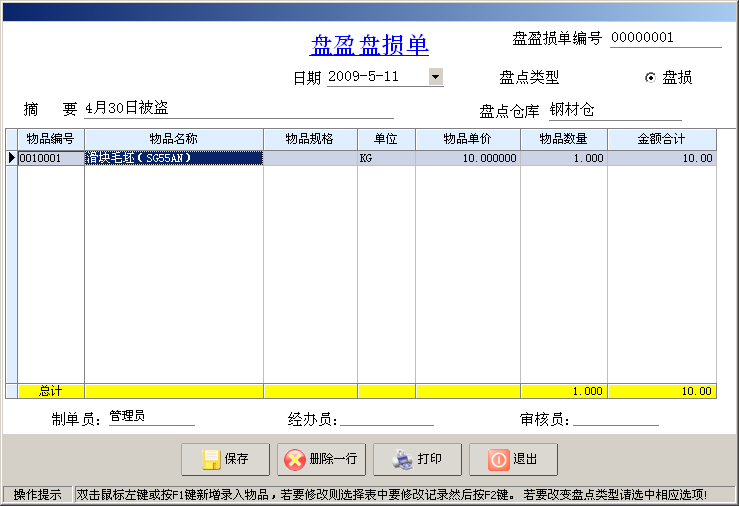 盘盈盘损单
盘盈损单编号 00000001
日期 2009-5-11 盘点类型 盘损
摘 要 4月30日被盗 盘点仓库 钢材仓
物品编号 物品名称 物品规格 单位 物品单价 物品数量 金额合计
0010001 滑块毛坯(SG55AN) KG 10.000000 1.000 10.00
总计 1.000 10.00
制单员: 管理员 经办员: 审核员:
保存 删除一行 打印 退出
操作提示 双击鼠标左键或按F1键新增录入物品,若要修改则选择表中要修改记录然后按F2键。若要改变盘点类型请选中相应选项!